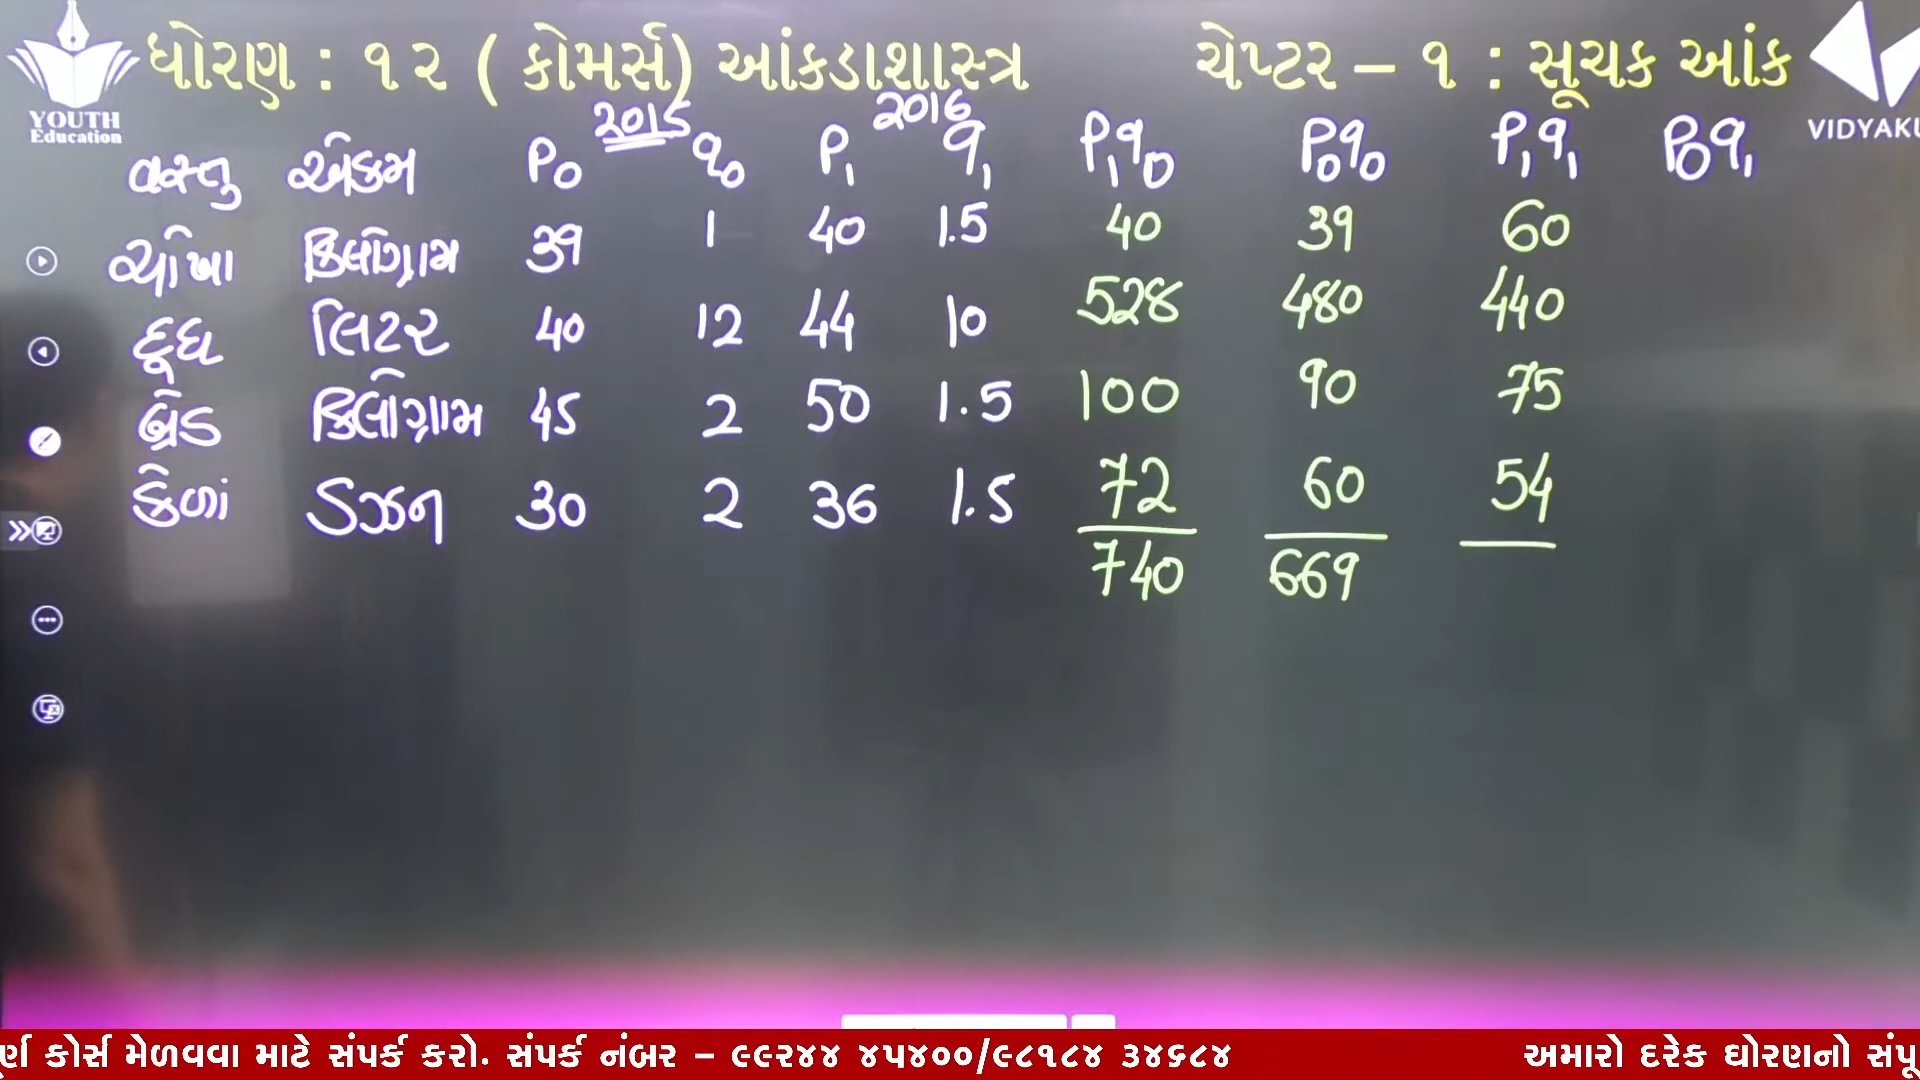 YOUTH
Education
ધોરણ : ૧૨ ( કોમર્સ) આંકડાશાસ્ત્ર ચેપ્ટર – ૧ : સૂચક આંક
VIDYAKU
2015 2016
વસ્તુ એકમ P₀ q₀ P₁ q₁ P₁q₀ P₀q₀ P₁q₁ P₀q₁
ચોખા કિલોગ્રામ 39 1 40 1.5 40 39 60
દૂધ લિટર 40 12 44 10 528 480 440
બ્રેડ કિલોગ્રામ 45 2 50 1.5 100 90 75
કેળાં ડઝન 30 2 36 1.5 72 60 54
740 669
ર્ણ કોર્સ મેળવવા માટે સંપર્ક કરો. સંપર્ક નંબર – ૯૯૨૪૪ ૪૫૪૦૦/૯૮૧૮૪ ૩૪૬૮૪ અમારો દરેક ધોરણનો સંપૂ